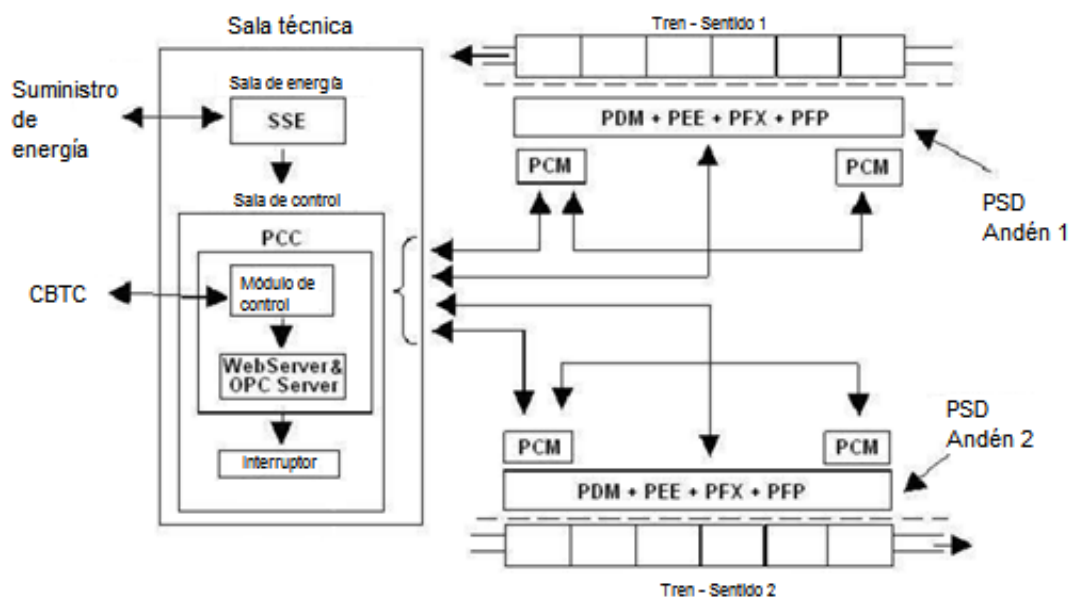 Sala técnica
Tren - Sentido 1
Sala de energía
Suministro
de
energía
SSE
PDM + PEE + PFX + PFP
PCM
PCM
PSD
Andén 1
Sala de control
PCC
CBTC
Módulo de
control
WebServer &
OPC Server
Interruptor
PCM
PCM
PSD
Andén 2
PDM + PEE + PFX + PFP
Tren - Sentido 2